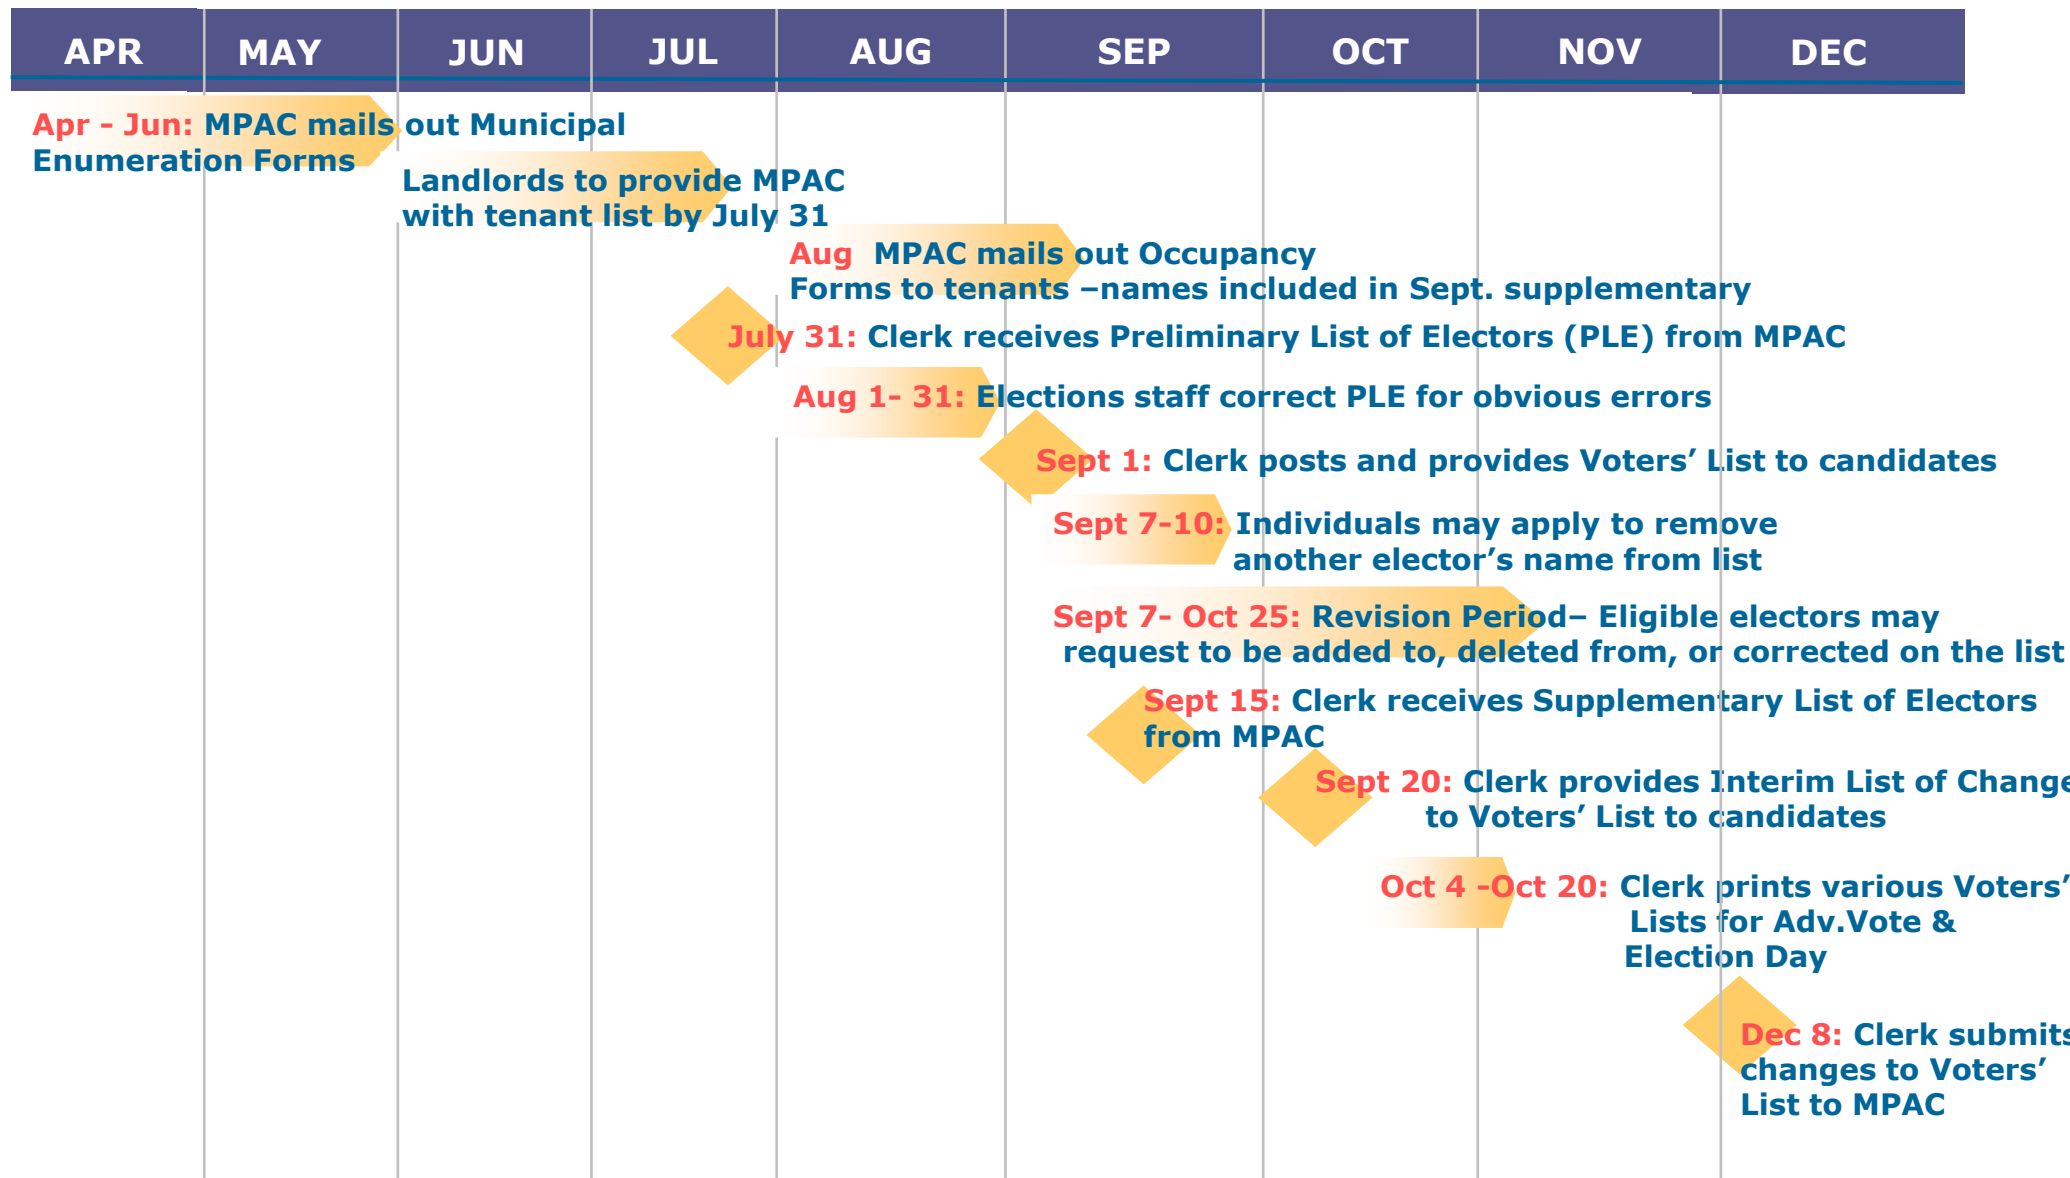 APR MAY JUN JUL AUG SEP OCT NOV DEC
Apr - Jun: MPAC mails out Municipal
Enumeration Forms
Landlords to provide MPAC
with tenant list by July 31
Aug  MPAC mails out Occupancy
Forms to tenants –names included in Sept. supplementary
July 31: Clerk receives Preliminary List of Electors (PLE) from MPAC
Aug 1- 31: Elections staff correct PLE for obvious errors
Sept 1: Clerk posts and provides Voters’ List to candidates
Sept 7-10: Individuals may apply to remove
another elector’s name from list
Sept 7- Oct 25: Revision Period– Eligible electors may
request to be added to, deleted from, or corrected on the list
Sept 15: Clerk receives Supplementary List of Electors
from MPAC
Sept 20: Clerk provides Interim List of Change
to Voters’ List to candidates
Oct 4 -Oct 20: Clerk prints various Voters’
Lists for Adv.Vote &
Election Day
Dec 8: Clerk submits
changes to Voters’
List to MPAC